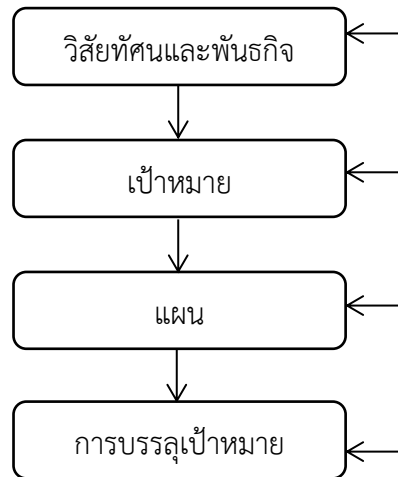 วิสัยทัศนและพันธกิจ
เป้าหมาย
แผน
การบรรลุเป้าหมาย